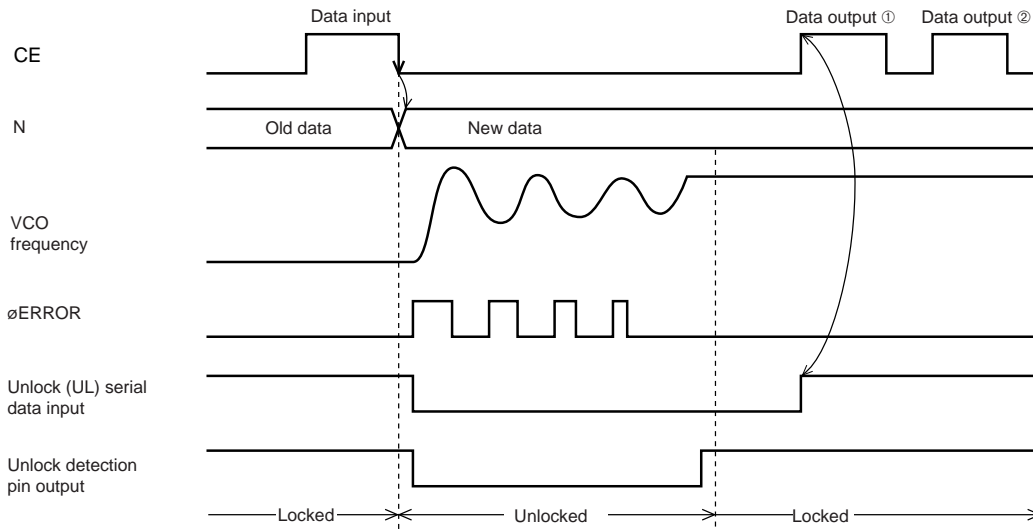 Data input
Data output ①
Data output ②
CE
N
Old data
New data
VCO
frequency
øERROR
Unlock (UL) serial
data input
Unlock detection
pin output
Locked
Unlocked
Locked